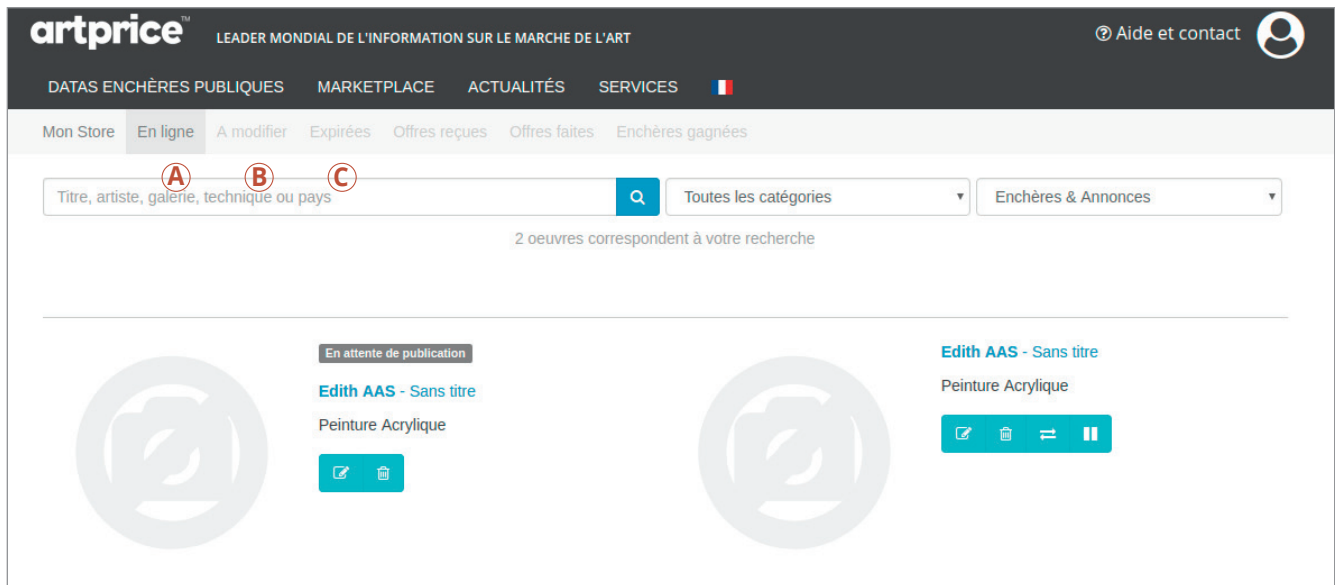 artprice™ LEADER MONDIAL DE L'INFORMATION SUR LE MARCHE DE L'ART
Aide et contact
DATAS ENCHÈRES PUBLIQUES MARKETPLACE ACTUALITÉS SERVICES
Mon Store En ligne A modifier Expirées Offres reçues Offres faites Enchères gagnées
A B C
Titre, artiste, galerie, technique ou pays
Toutes les catégories
Enchères & Annonces
2 oeuvres correspondent à votre recherche
En attente de publication
Edith AAS - Sans titre
Peinture Acrylique
Edith AAS - Sans titre
Peinture Acrylique